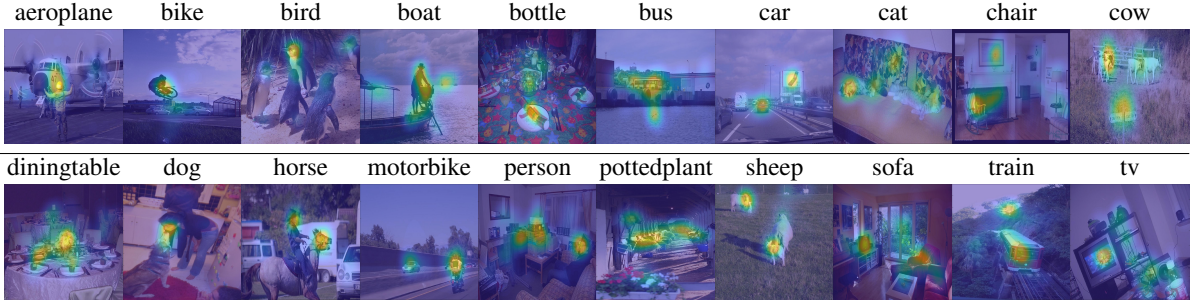 aeroplane bike bird boat bottle bus car cat chair cow
diningtable dog horse motorbike person pottedplant sheep sofa train tv